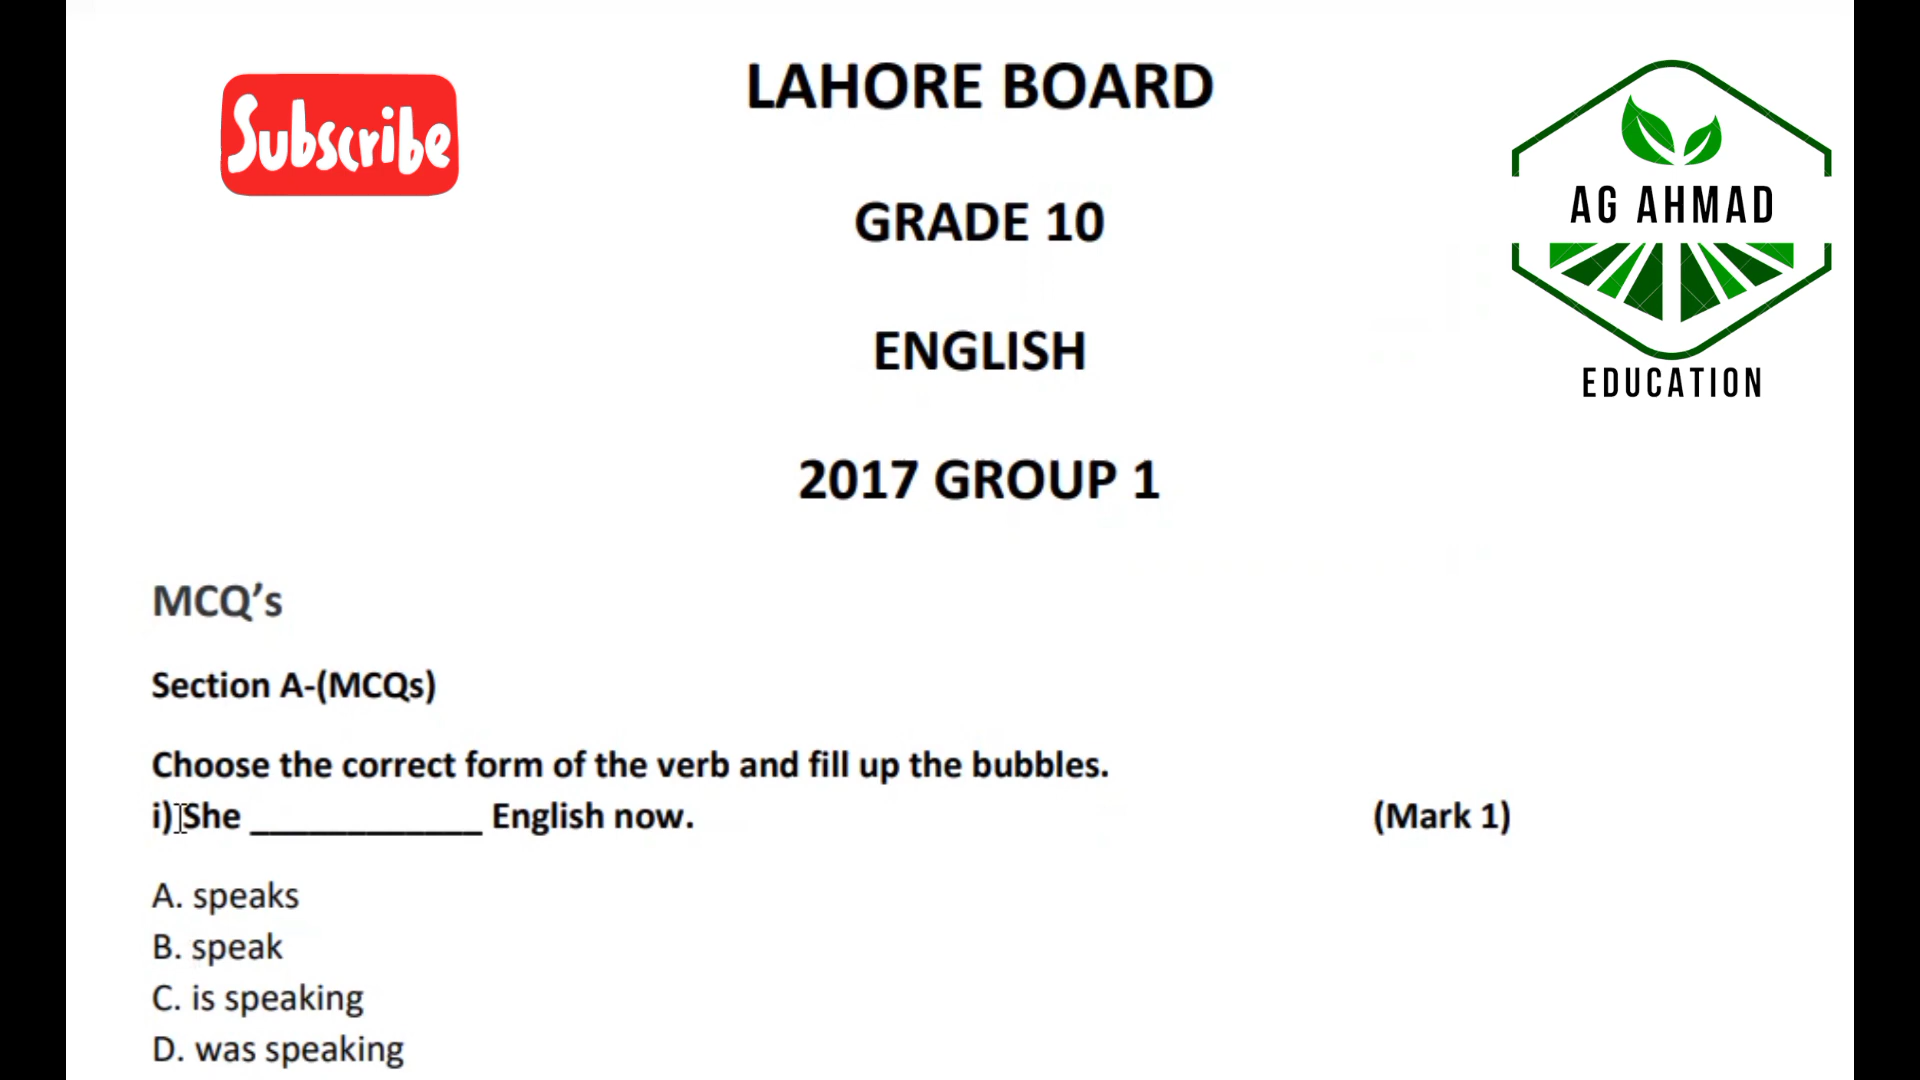 Subscribe
LAHORE BOARD
GRADE 10
ENGLISH
2017 GROUP 1
AG AHMAD
EDUCATION
MCQ’s
Section A-(MCQs)
Choose the correct form of the verb and fill up the bubbles.
i) She ____________ English now. (Mark 1)
A. speaks
B. speak
C. is speaking
D. was speaking